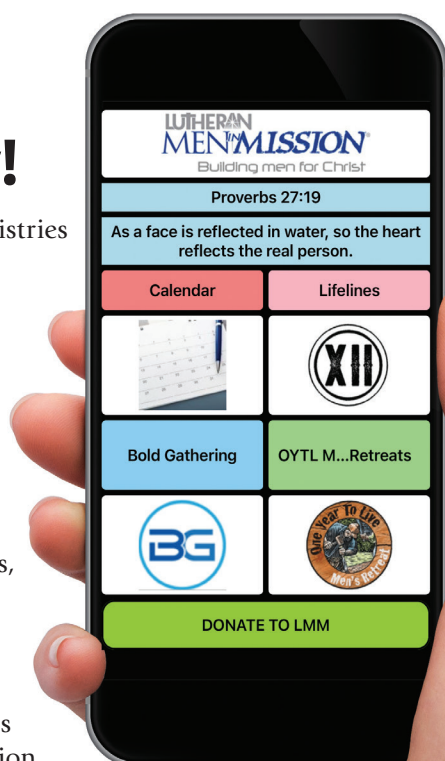 !
istries
s,
s
ion
LUTHERAN
MEN IN MISSION
Building men for Christ
Proverbs 27:19
As a face is reflected in water, so the heart
reflects the real person.
Calendar
Lifelines
XII
Bold Gathering
OYTL M...Retreats
BG
One Year To Live
Men's Retreat
DONATE TO LMM